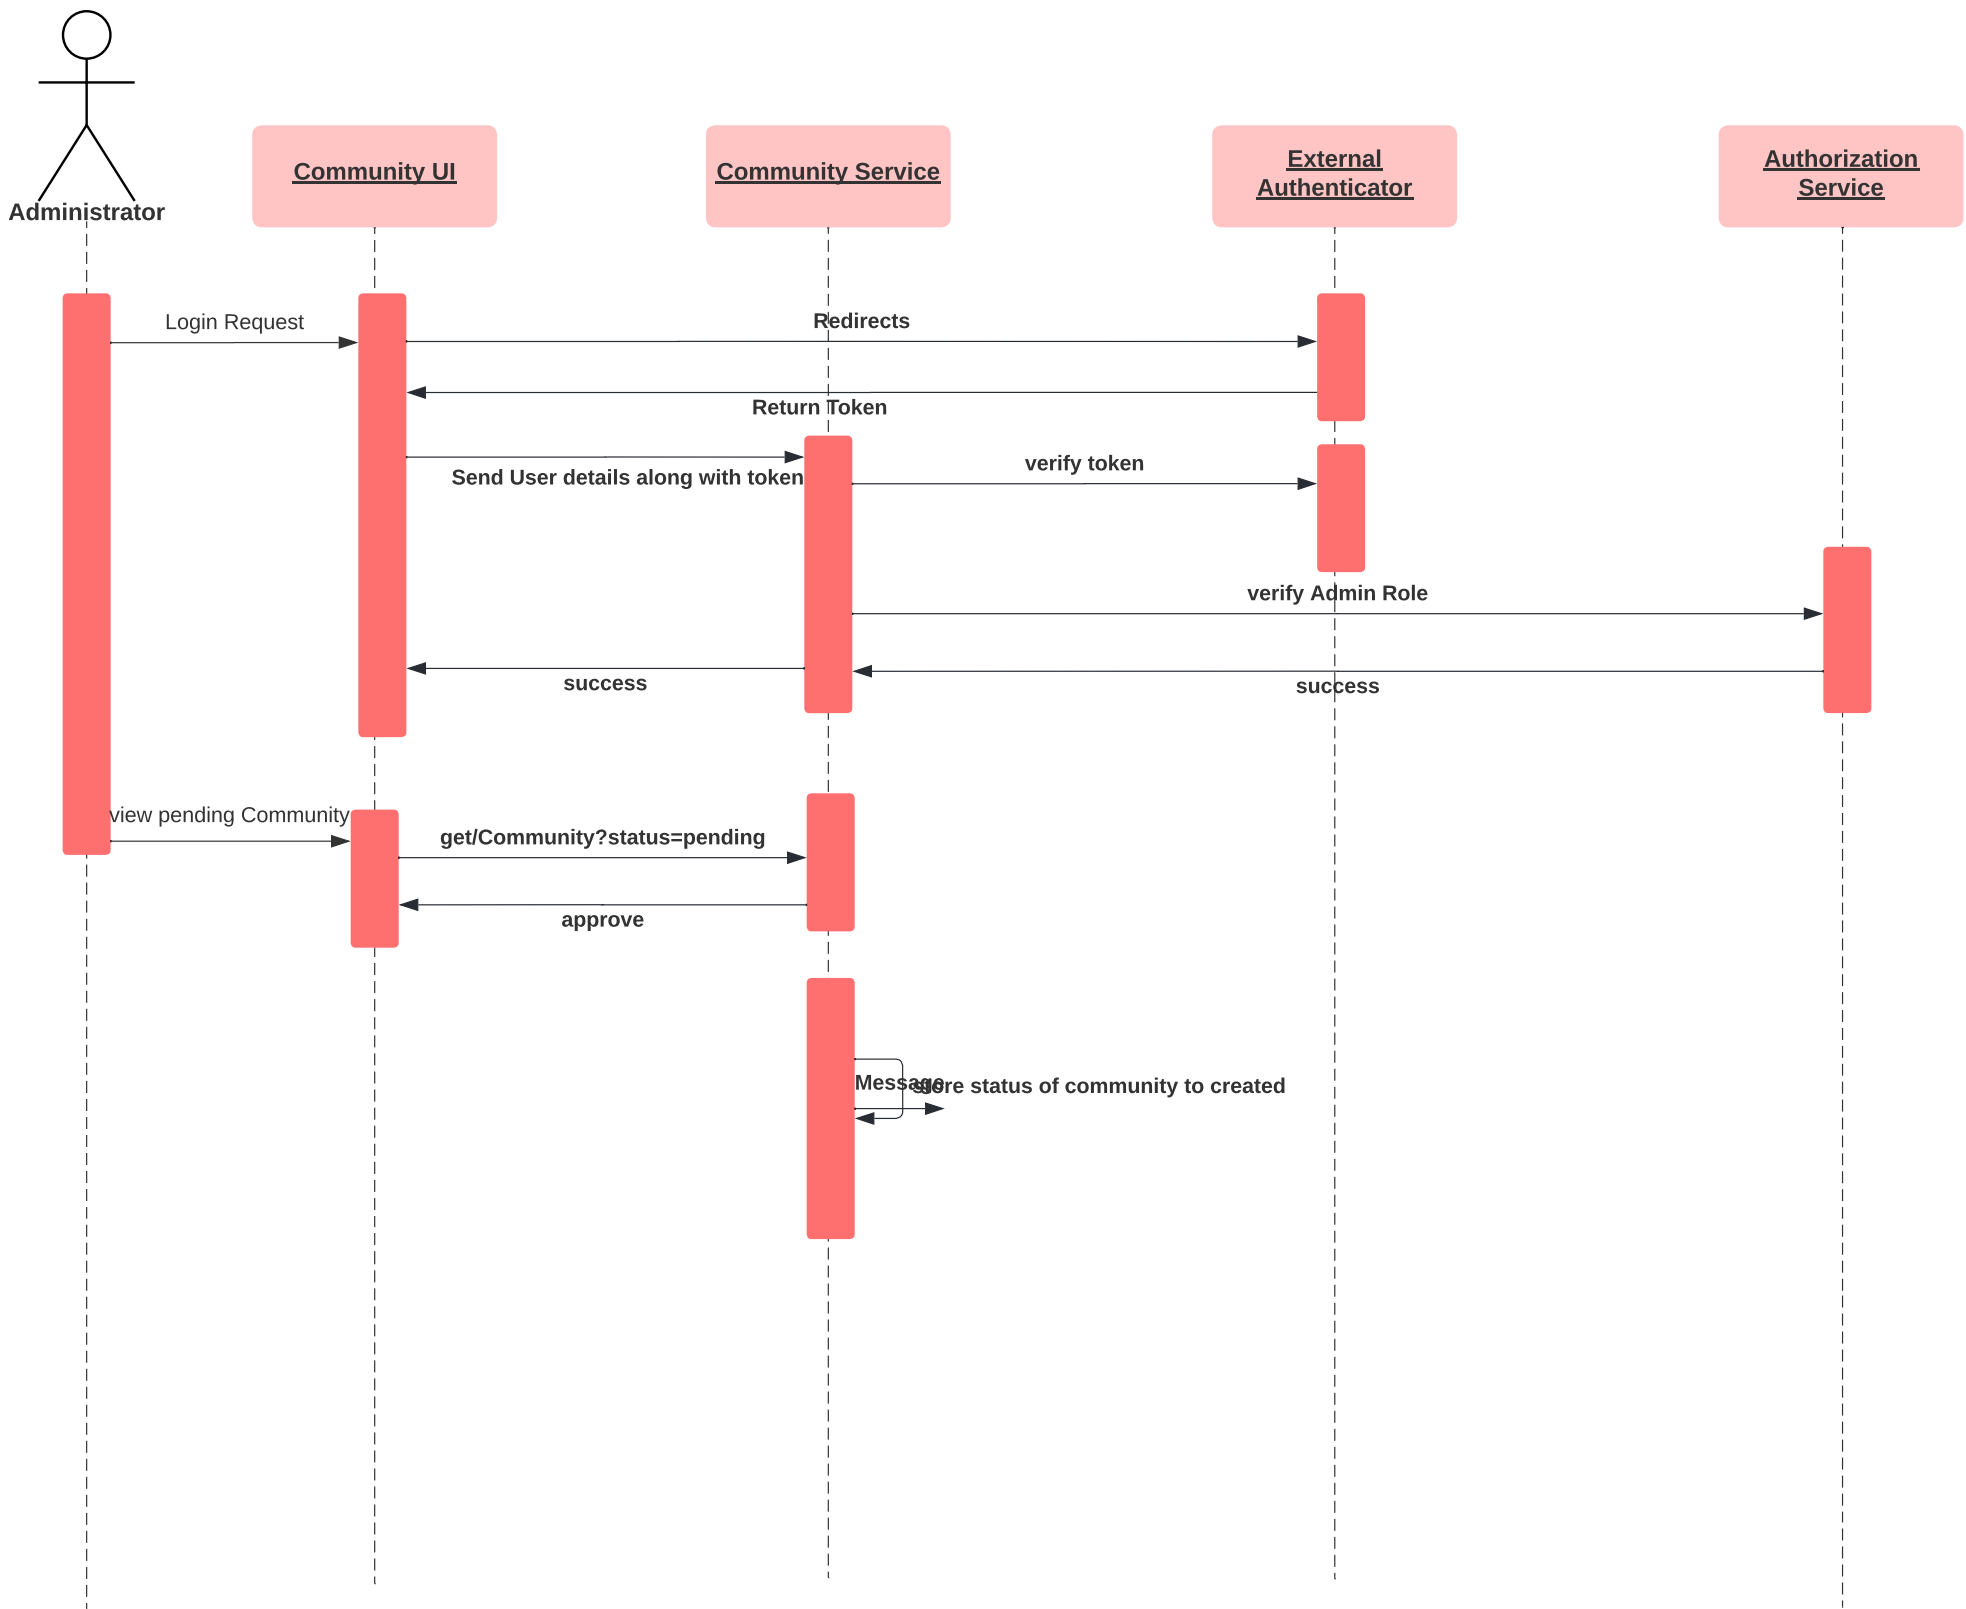 Administrator
Community UI
Community Service
External
Authenticator
Authorization
Service
Login Request
Redirects
Return Token
Send User details along with token
verify token
verify Admin Role
success
success
view pending Community
get/Community?status=pending
approve
Message
store status of community to created